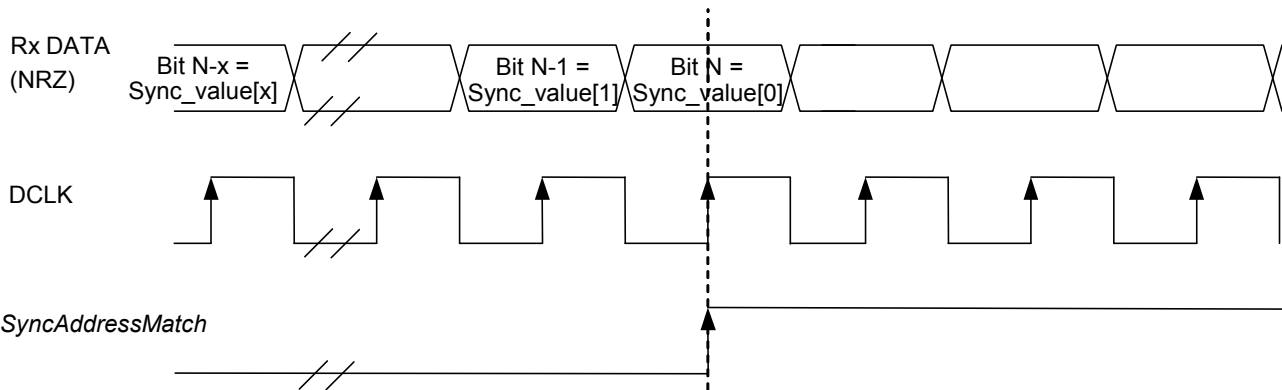 Rx DATA
(NRZ)
Bit N-x =
Sync_value[x]
Bit N-1 =
Sync_value[1]
Bit N =
Sync_value[0]
DCLK
SyncAddressMatch